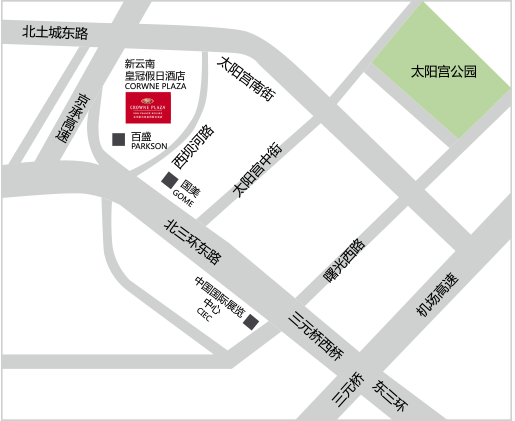 北土城东路
新云南
皇冠假日酒店
CORWNE PLAZA
CROWNE PLAZA
太阳宫南街
太阳宫公园
京承高速
百盛
PARKSON
西坝河路
太阳宫中街
国美
GOME
北三环东路
曙光西路
中国国际展览
中心
CIEC
机场高速
三元桥西桥
三元桥
东三环